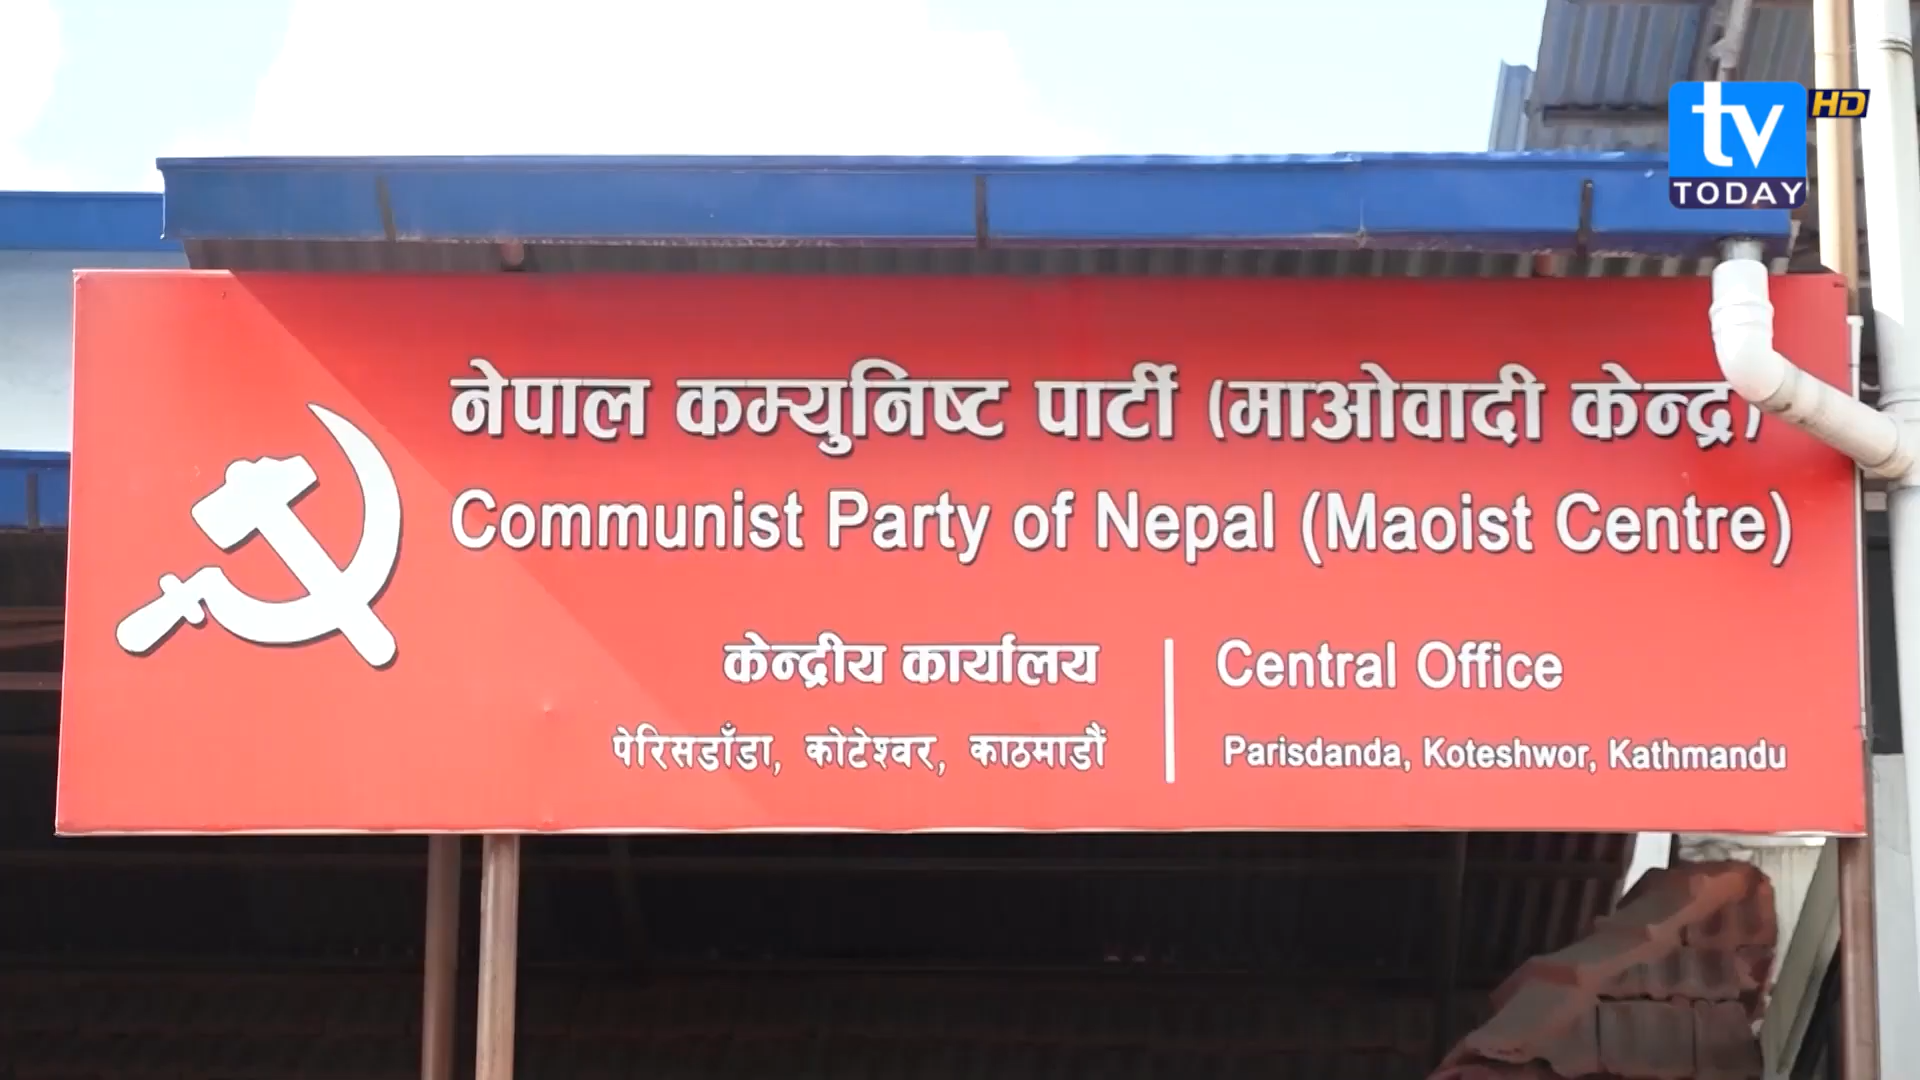 tv HD
TODAY
नेपाल कम्युनिष्ट पार्टी (माओवादी केन्द्र)
Communist Party of Nepal (Maoist Centre)
केन्द्रीय कार्यालय
पेरिसडाँडा, कोटेश्वर, काठमाडौं
Central Office
Parisdanda, Koteshwor, Kathmandu